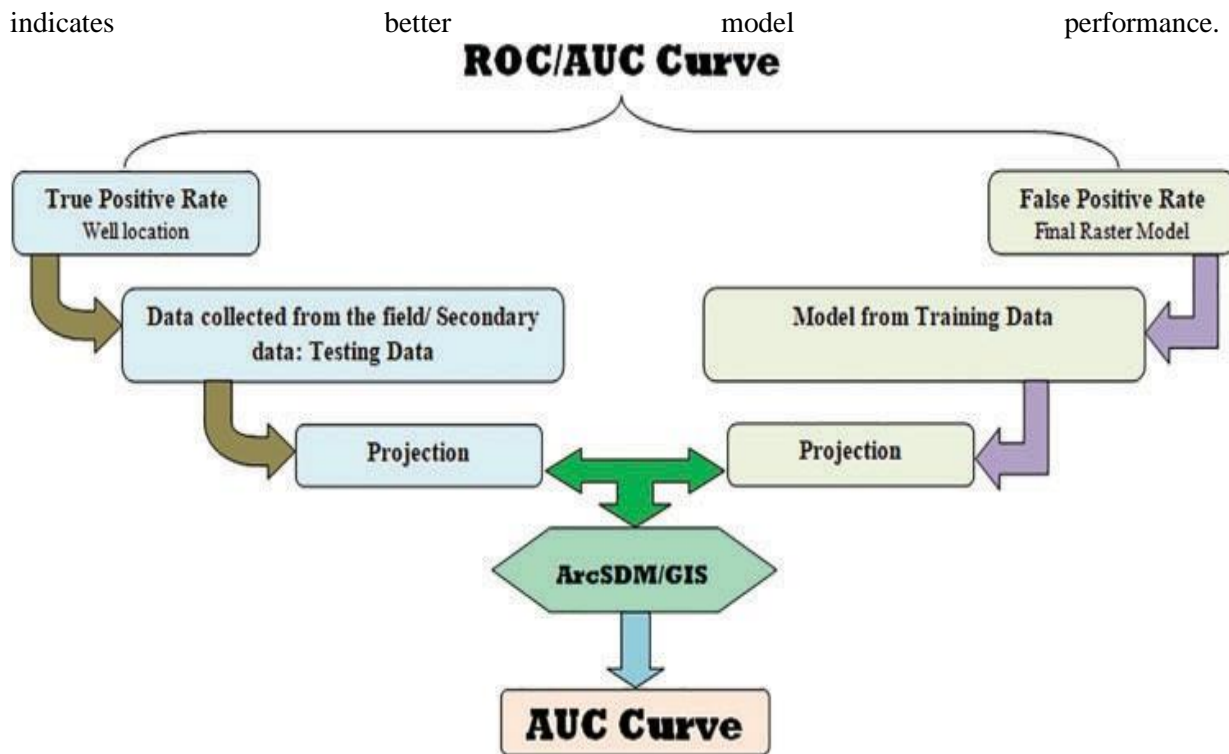 indicates better model performance.
ROC/AUC Curve
True Positive Rate
Well location
False Positive Rate
Final Raster Model
Data collected from the field/ Secondary
data: Testing Data
Model from Training Data
Projection
Projection
ArcSDM/GIS
AUC Curve